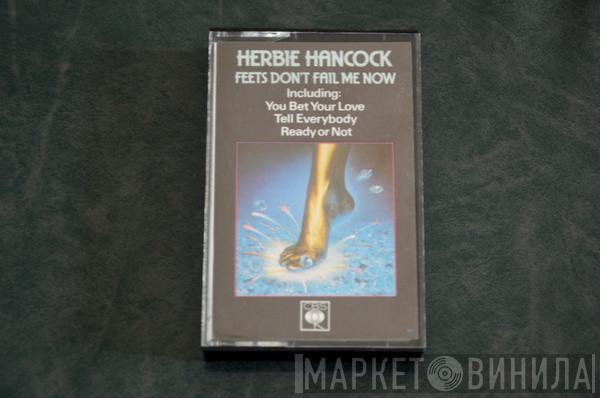 HERBIE HANCOCK
FEETS DON'T FAIL ME NOW
Including:
You Bet Your Love
Tell Everybody
Ready or Not
CBS
МАРКЕТ ВИНИЛА